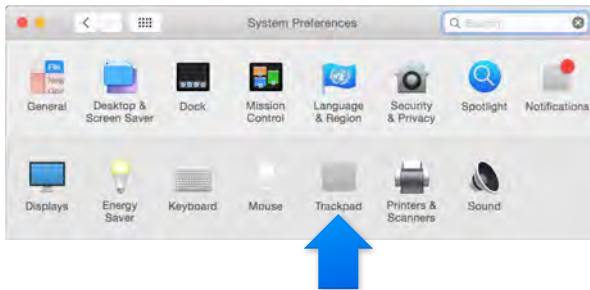 System Preferences
Search
General
Desktop &
Screen Saver
Dock
Mission
Control
Language
& Region
Security
& Privacy
Spotlight
Notifications
Displays
Energy
Saver
Keyboard
Mouse
Trackpad
Printers &
Scanners
Sound